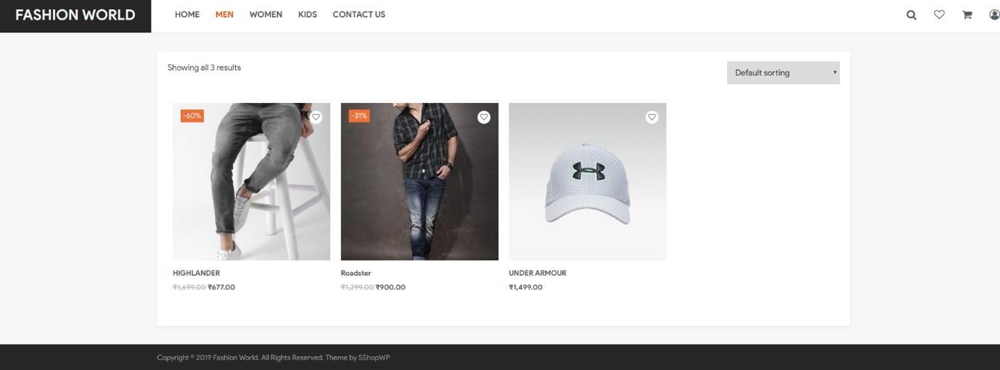 FASHION WORLD
HOME MEN WOMEN KIDS CONTACT US
Showing all 3 results
Default sorting
-60%
-31%
HIGHLANDER
₹1,699.00 ₹677.00
Roadster
₹1,299.00 ₹900.00
UNDER ARMOUR
₹1,499.00
Copyright © 2019 Fashion World. All Rights Reserved. Theme by SShopWP